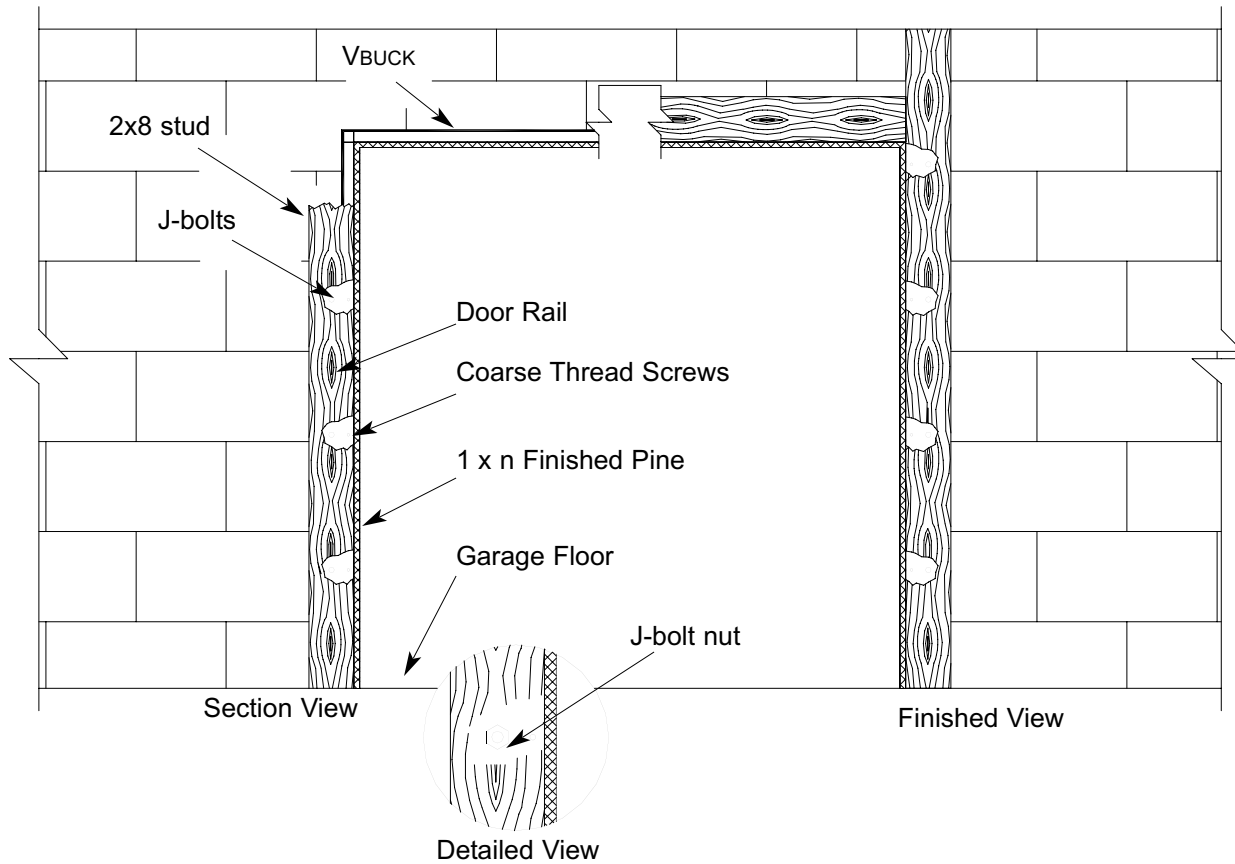 VBUCK
2x8 stud
J-bolts
Door Rail
Coarse Thread Screws
1 x n Finished Pine
Garage Floor
J-bolt nut
Section View
Finished View
Detailed View